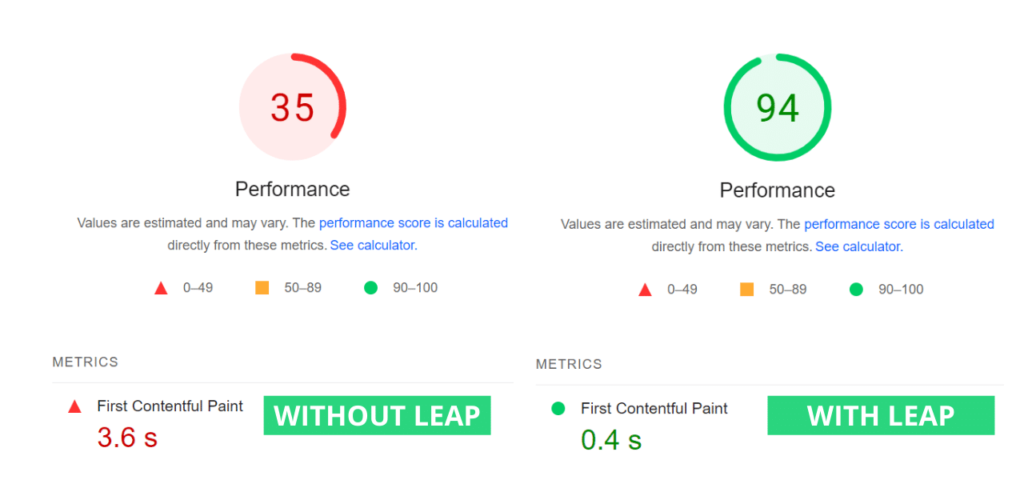 35
Performance
Values are estimated and may vary. The performance score is calculated
directly from these metrics. See calculator.
0–49
50–89
90–100
METRICS
First Contentful Paint
3.6 s
WITHOUT LEAP
94
Performance
Values are estimated and may vary. The performance score is calculated
directly from these metrics. See calculator.
0–49
50–89
90–100
METRICS
First Contentful Paint
0.4 s
WITH LEAP